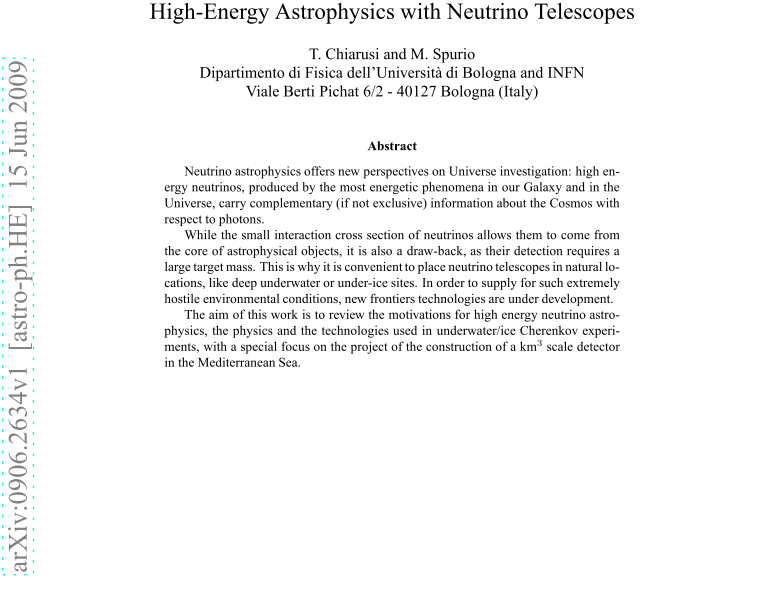 High-Energy Astrophysics with Neutrino Telescopes
T. Chiarusi and M. Spurio
Dipartimento di Fisica dell'Università di Bologna and INFN
Viale Berti Pichat 6/2 - 40127 Bologna (Italy)
Abstract
Neutrino astrophysics offers new perspectives on Universe investigation: high en-
ergy neutrinos, produced by the most energetic phenomena in our Galaxy and in the
Universe, carry complementary (if not exclusive) information about the Cosmos with
respect to photons.
While the small interaction cross section of neutrinos allows them to come from
the core of astrophysical objects, it is also a draw-back, as their detection requires a
large target mass. This is why it is convenient to place neutrino telescopes in natural lo-
cations, like deep underwater or under-ice sites. In order to supply for such extremely
hostile environmental conditions, new frontiers technologies are under development.
The aim of this work is to review the motivations for high energy neutrino astro-
physics, the physics and the technologies used in underwater/ice Cherenkov experi-
ments, with a special focus on the project of the construction of a km³ scale detector
in the Mediterranean Sea.
arXiv:0906.2634v1 [astro-ph.HE] 15 Jun 2009